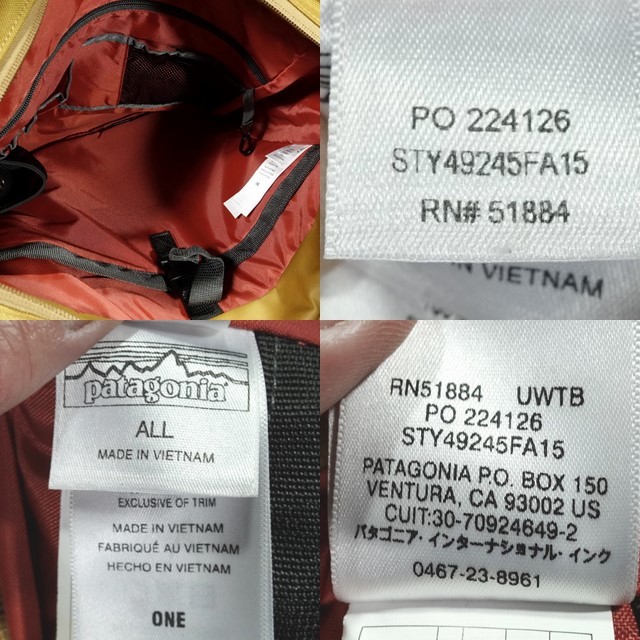 PO 224126
STY49245FA15
RN# 51884
IN VIETNAM
patagonia
ALL
MADE IN VIETNAM
EXCLUSIVE OF TRIM
MADE IN VIETNAM
FABRIQUÉ AU VIETNAM
HECHO EN VIETNAM
ONE
RN51884 UWTB
PO 224126
STY49245FA15
PATAGONIA P.O. BOX 150
VENTURA, CA 93002 US
CUIT:30-70924649-2
パタゴニア・インターナショナル・インク
0467-23-8961